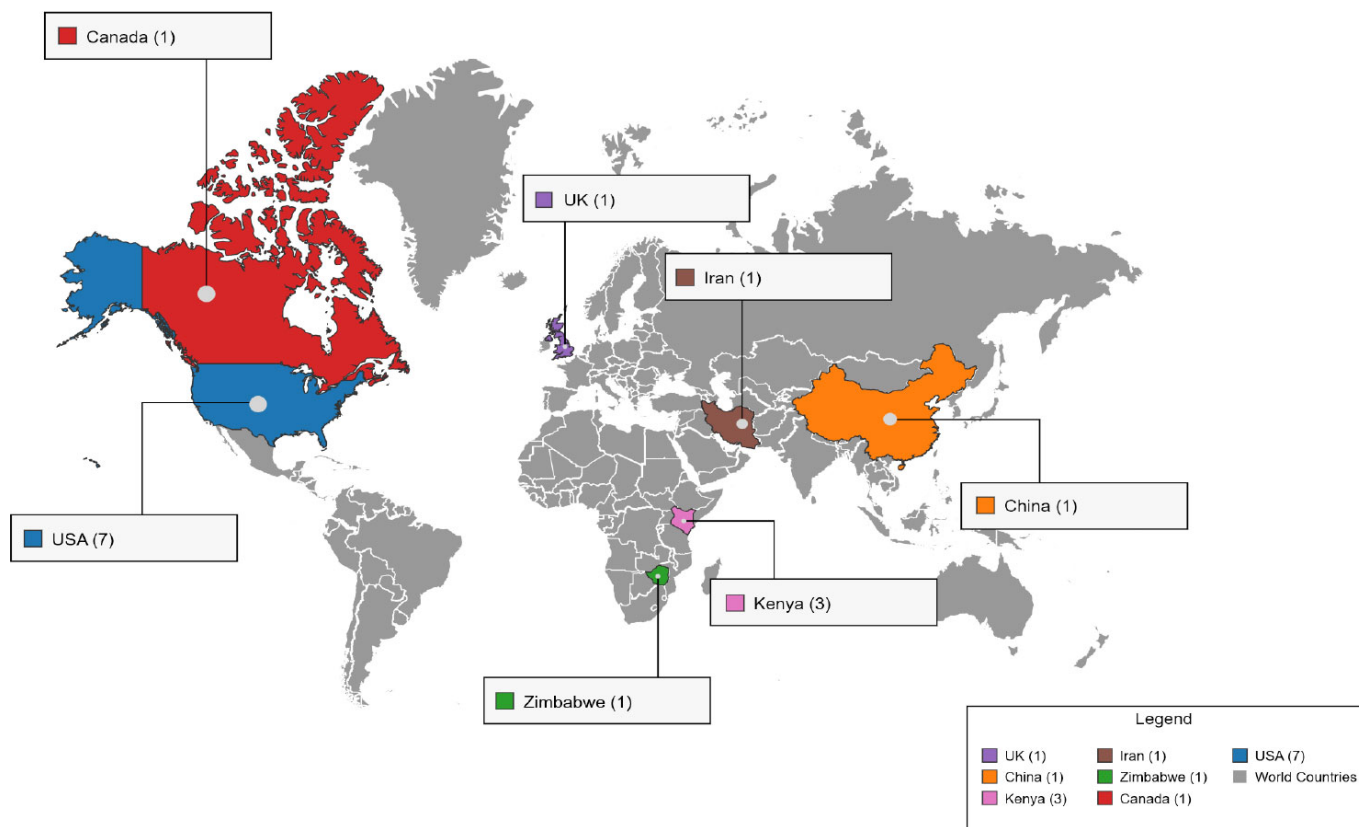 Canada (1)
UK (1)
Iran (1)
China (1)
USA (7)
Kenya (3)
Zimbabwe (1)
Legend
UK (1) Iran (1) USA (7)
China (1) Zimbabwe (1) World Countries
Kenya (3) Canada (1)